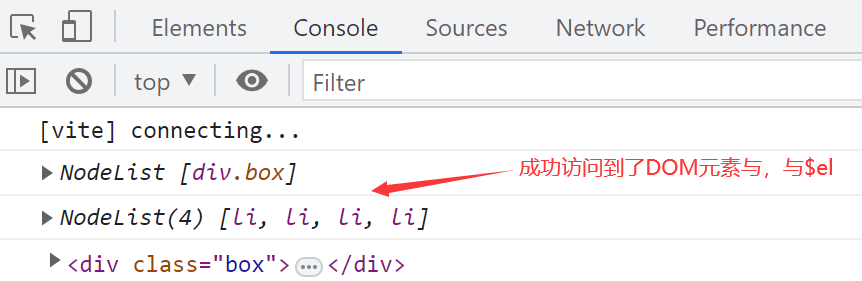 Elements Console Sources Network Performance
top Filter
[vite] connecting...
NodeList [div.box]
成功访问到了DOM元素与，与$el
NodeList(4) [li, li, li, li]
<div class="box">…</div>